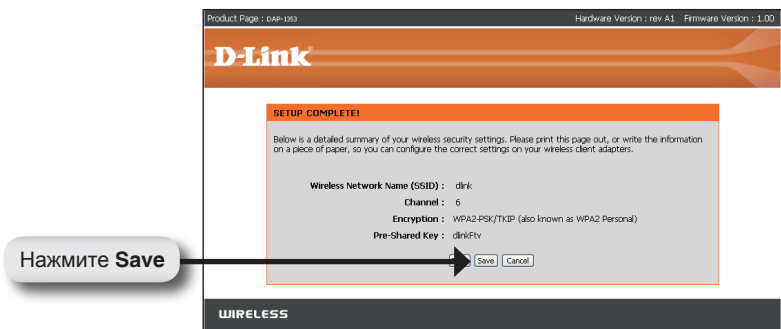 Product Page : DAP-1353 Hardware Version : rev A1 Firmware Version : 1.00
D-Link
SETUP COMPLETE!
Below is a detailed summary of your wireless security settings. Please print this page out, or write the information
on a piece of paper, so you can configure the correct settings on your wireless client adapters.
Wireless Network Name (SSID) : dlink
Channel : 6
Encryption : WPA2-PSK/TKIP (also known as WPA2 Personal)
Pre-Shared Key : dlinkFtv
Нажмите Save
Save Cancel
WIRELESS